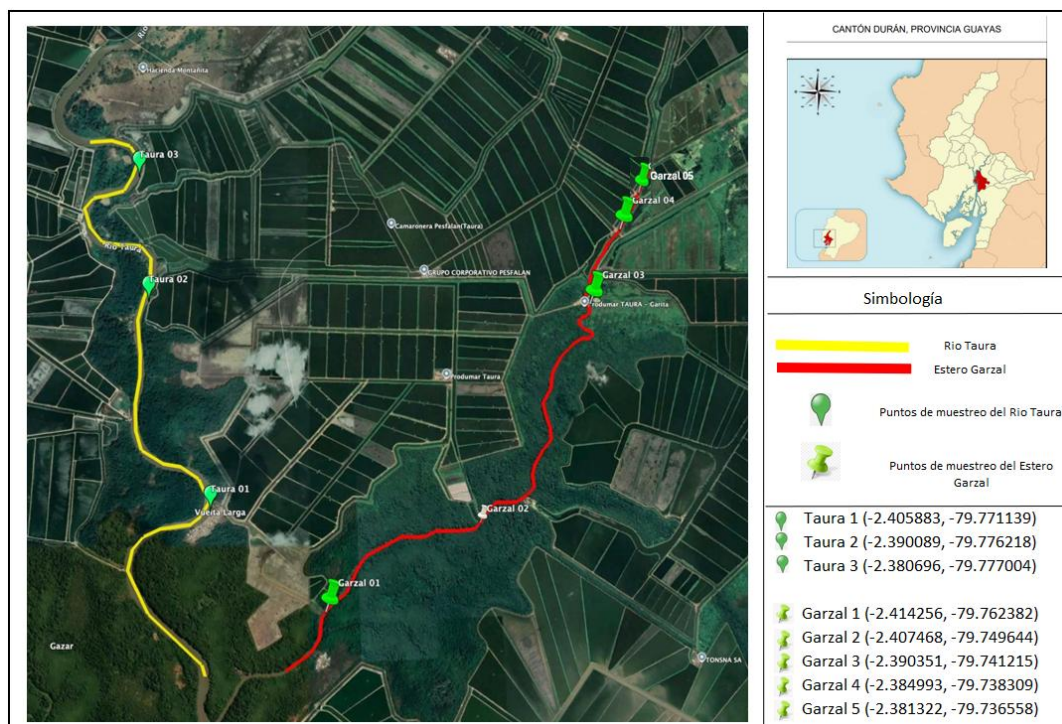 Río
Hacienda Montañita
Taura 03
Río Taura
Taura 02
Camaronera Pesfalan(Taura)
GRUPO CORPORATIVO PESFALAN
Garzal 05
Garzal 04
Garzal 03
Produmar TAURA - Garita
Produmar Taura
Taura 01
Vuelta Larga
Garzal 02
Garzal 01
Gazar
TONSNA SA
CANTÓN DURÁN, PROVINCIA GUAYAS
Simbología
Rio Taura
Estero Garzal
Puntos de muestreo del Rio Taura
Puntos de muestreo del Estero
Garzal
Taura 1 (-2.405883, -79.771139)
Taura 2 (-2.390089, -79.776218)
Taura 3 (-2.380696, -79.777004)
Garzal 1 (-2.414256, -79.762382)
Garzal 2 (-2.407468, -79.749644)
Garzal 3 (-2.390351, -79.741215)
Garzal 4 (-2.384993, -79.738309)
Garzal 5 (-2.381322, -79.736558)